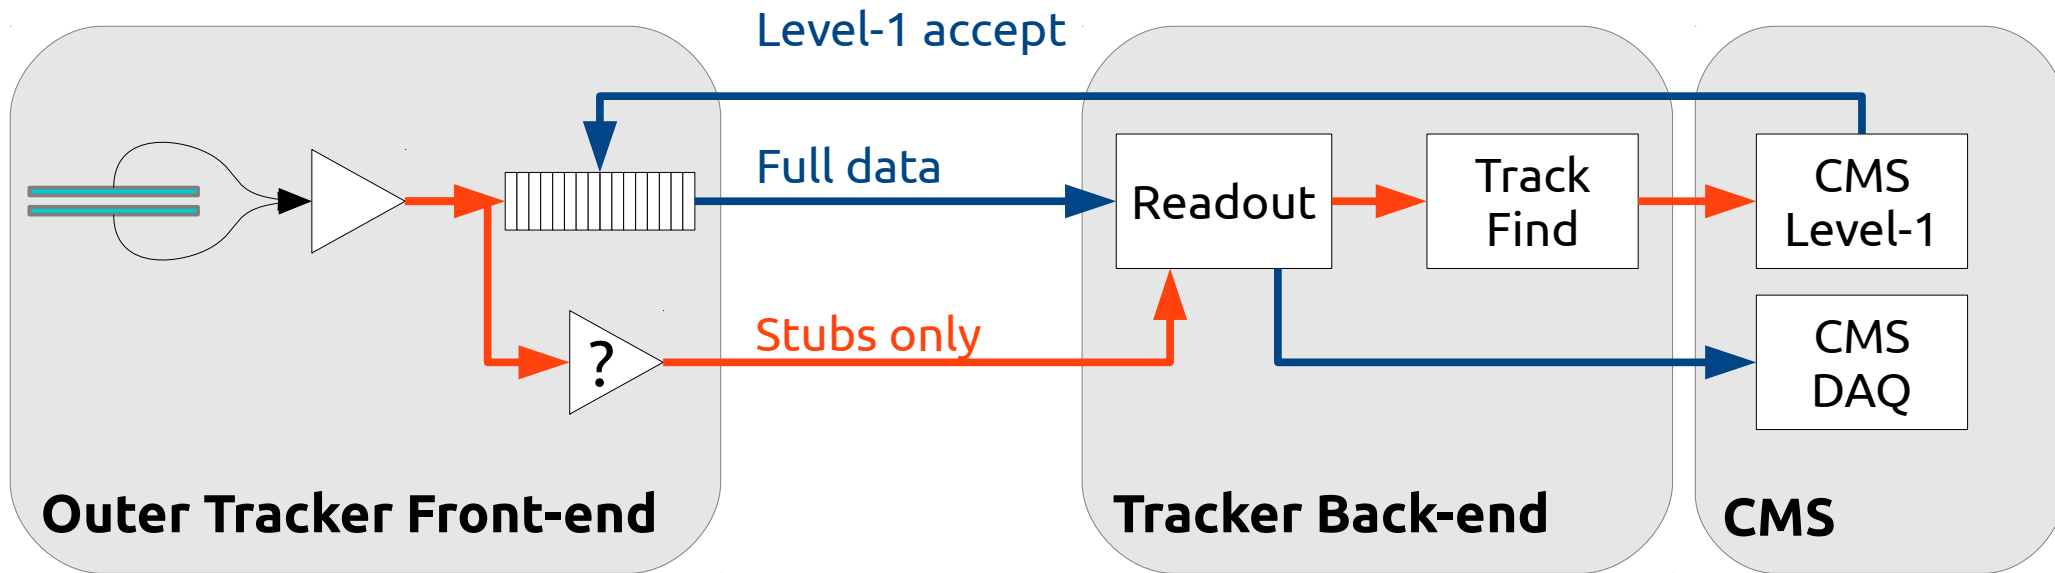 Level-1 accept
Full data
Readout
Track
Find
CMS
Level-1
?
Stubs only
CMS
DAQ
Outer Tracker Front-end
Tracker Back-end
CMS